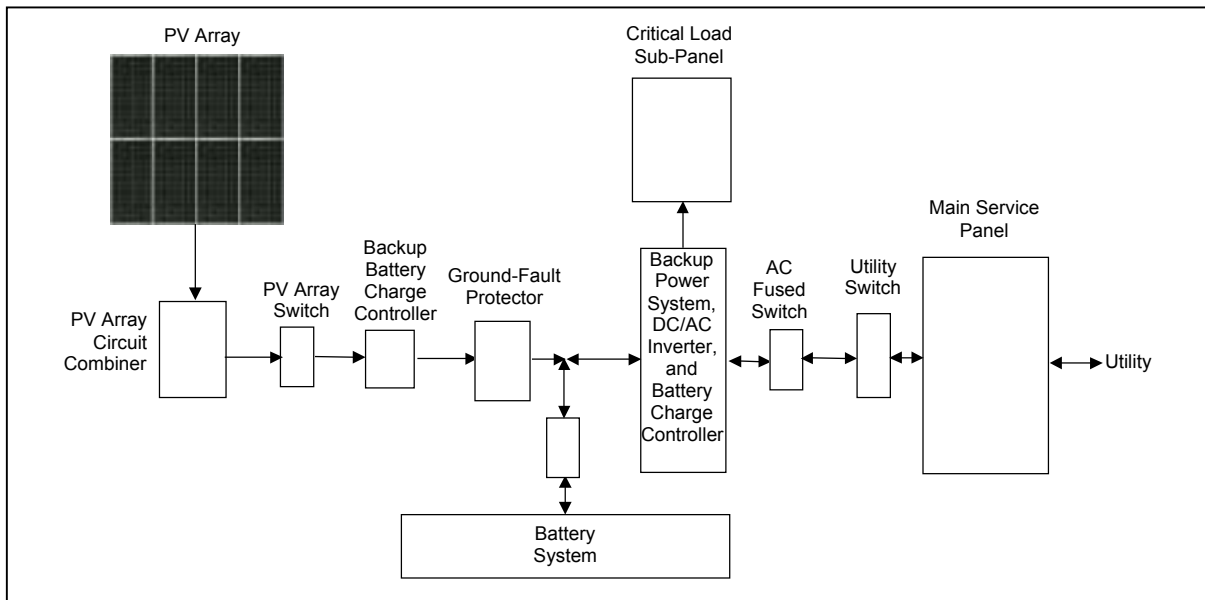 PV Array
Critical Load
Sub-Panel
Main Service
Panel
Backup
Battery
Charge
Controller
Ground-Fault
Protector
PV Array
Switch
PV Array
Circuit
Combiner
Backup
Power
System,
DC/AC
Inverter,
and
Battery
Charge
Controller
AC
Fused
Switch
Utility
Switch
Utility
Battery
System